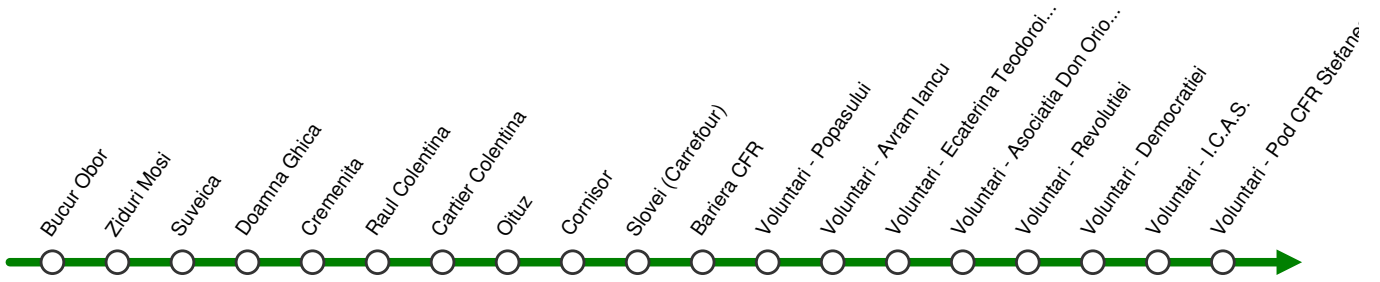 Bucur Obor
Ziduri Mosi
Suveica
Doamna Ghica
Cremenita
Raul Colentina
Cartier Colentina
Oituz
Cornisor
Slovei (Carrefour)
Bariera CFR
Voluntari - Popasului
Voluntari - Avram Iancu
Voluntari - Ecaterina Teodoroi...
Voluntari - Asociatia Don Orio...
Voluntari - Revolutiei
Voluntari - Democratiei
Voluntari - I.C.A.S.
Voluntari - Pod CFR Stefane